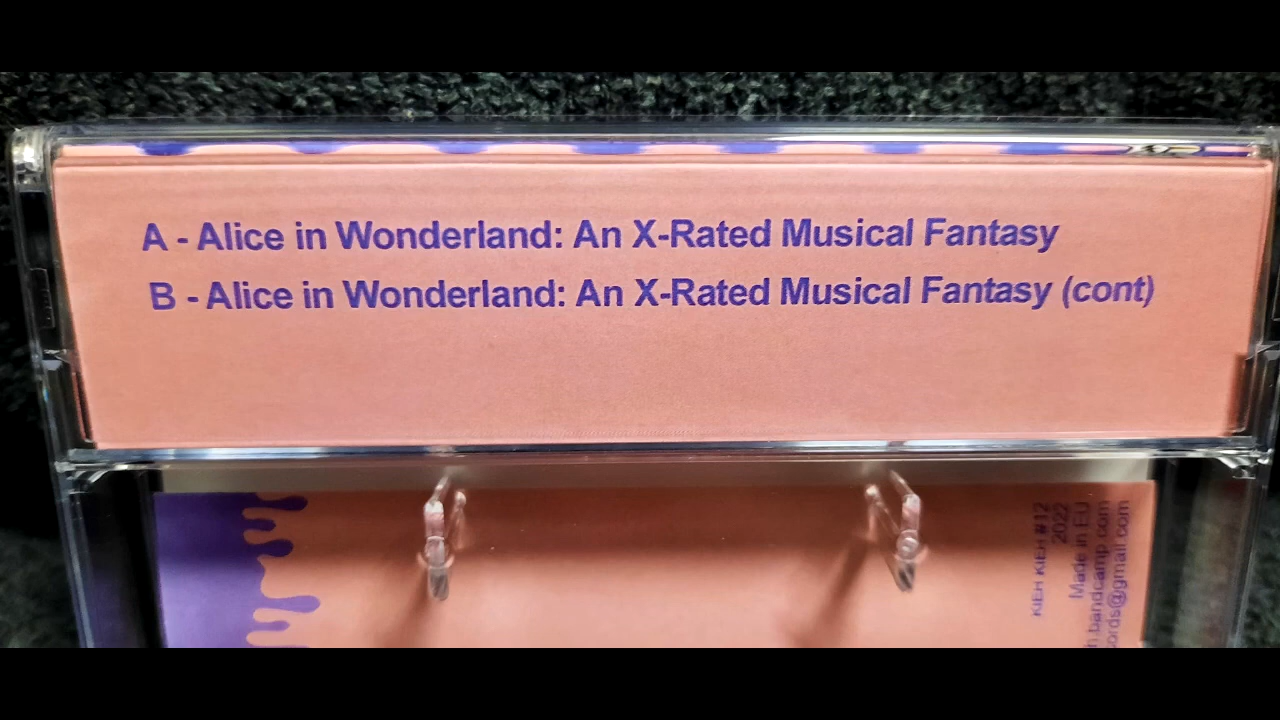 A - Alice in Wonderland: An X-Rated Musical Fantasy
B - Alice in Wonderland: An X-Rated Musical Fantasy (cont)
KIEH KIEH #12
2022
Made in EU
h.bandcamp.com
ords@gmail.com